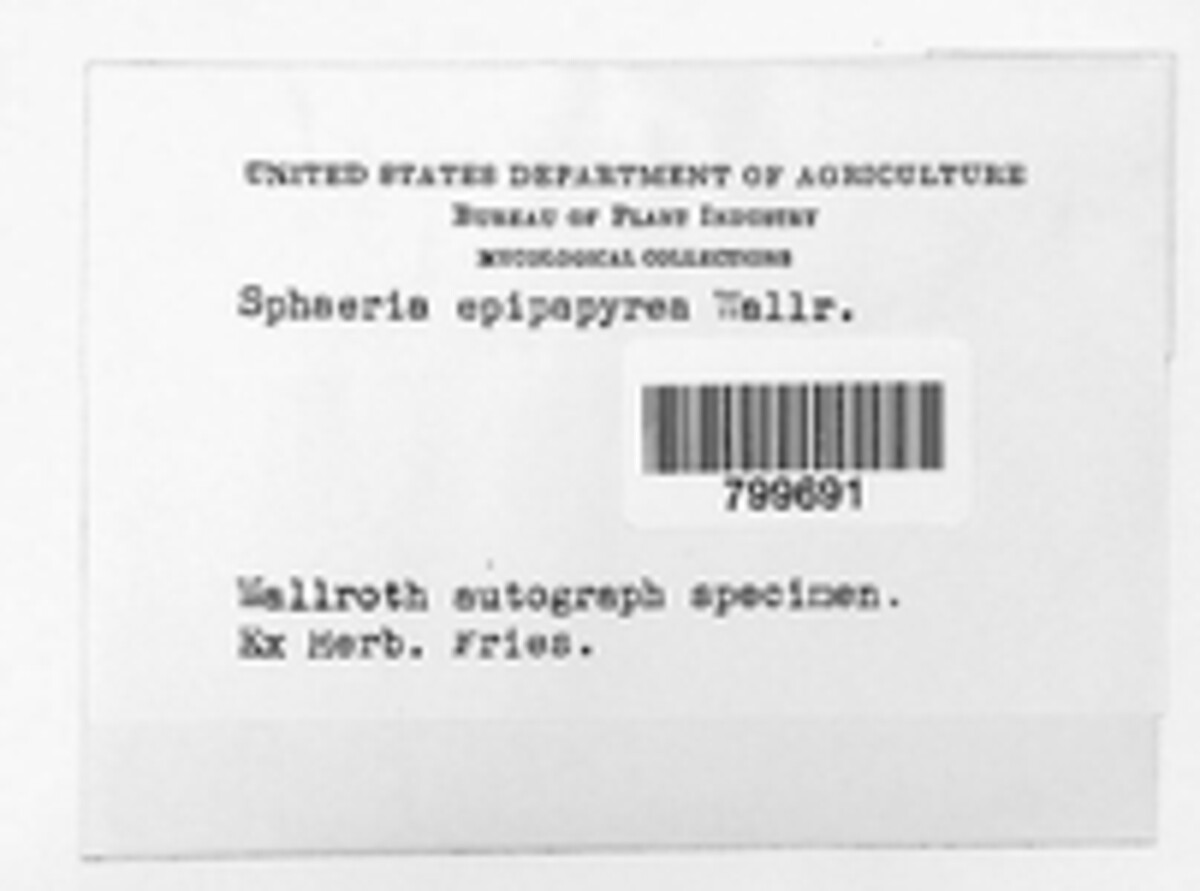 UNITED STATES DEPARTMENT OF AGRICULTURE
BUREAU OF PLANT INDUSTRY
MYCOLOGICAL COLLECTIONS
Sphaeria epipapyrea Wallr.
799691
Wallroth autograph specimen.
Ex Herb. Fries.